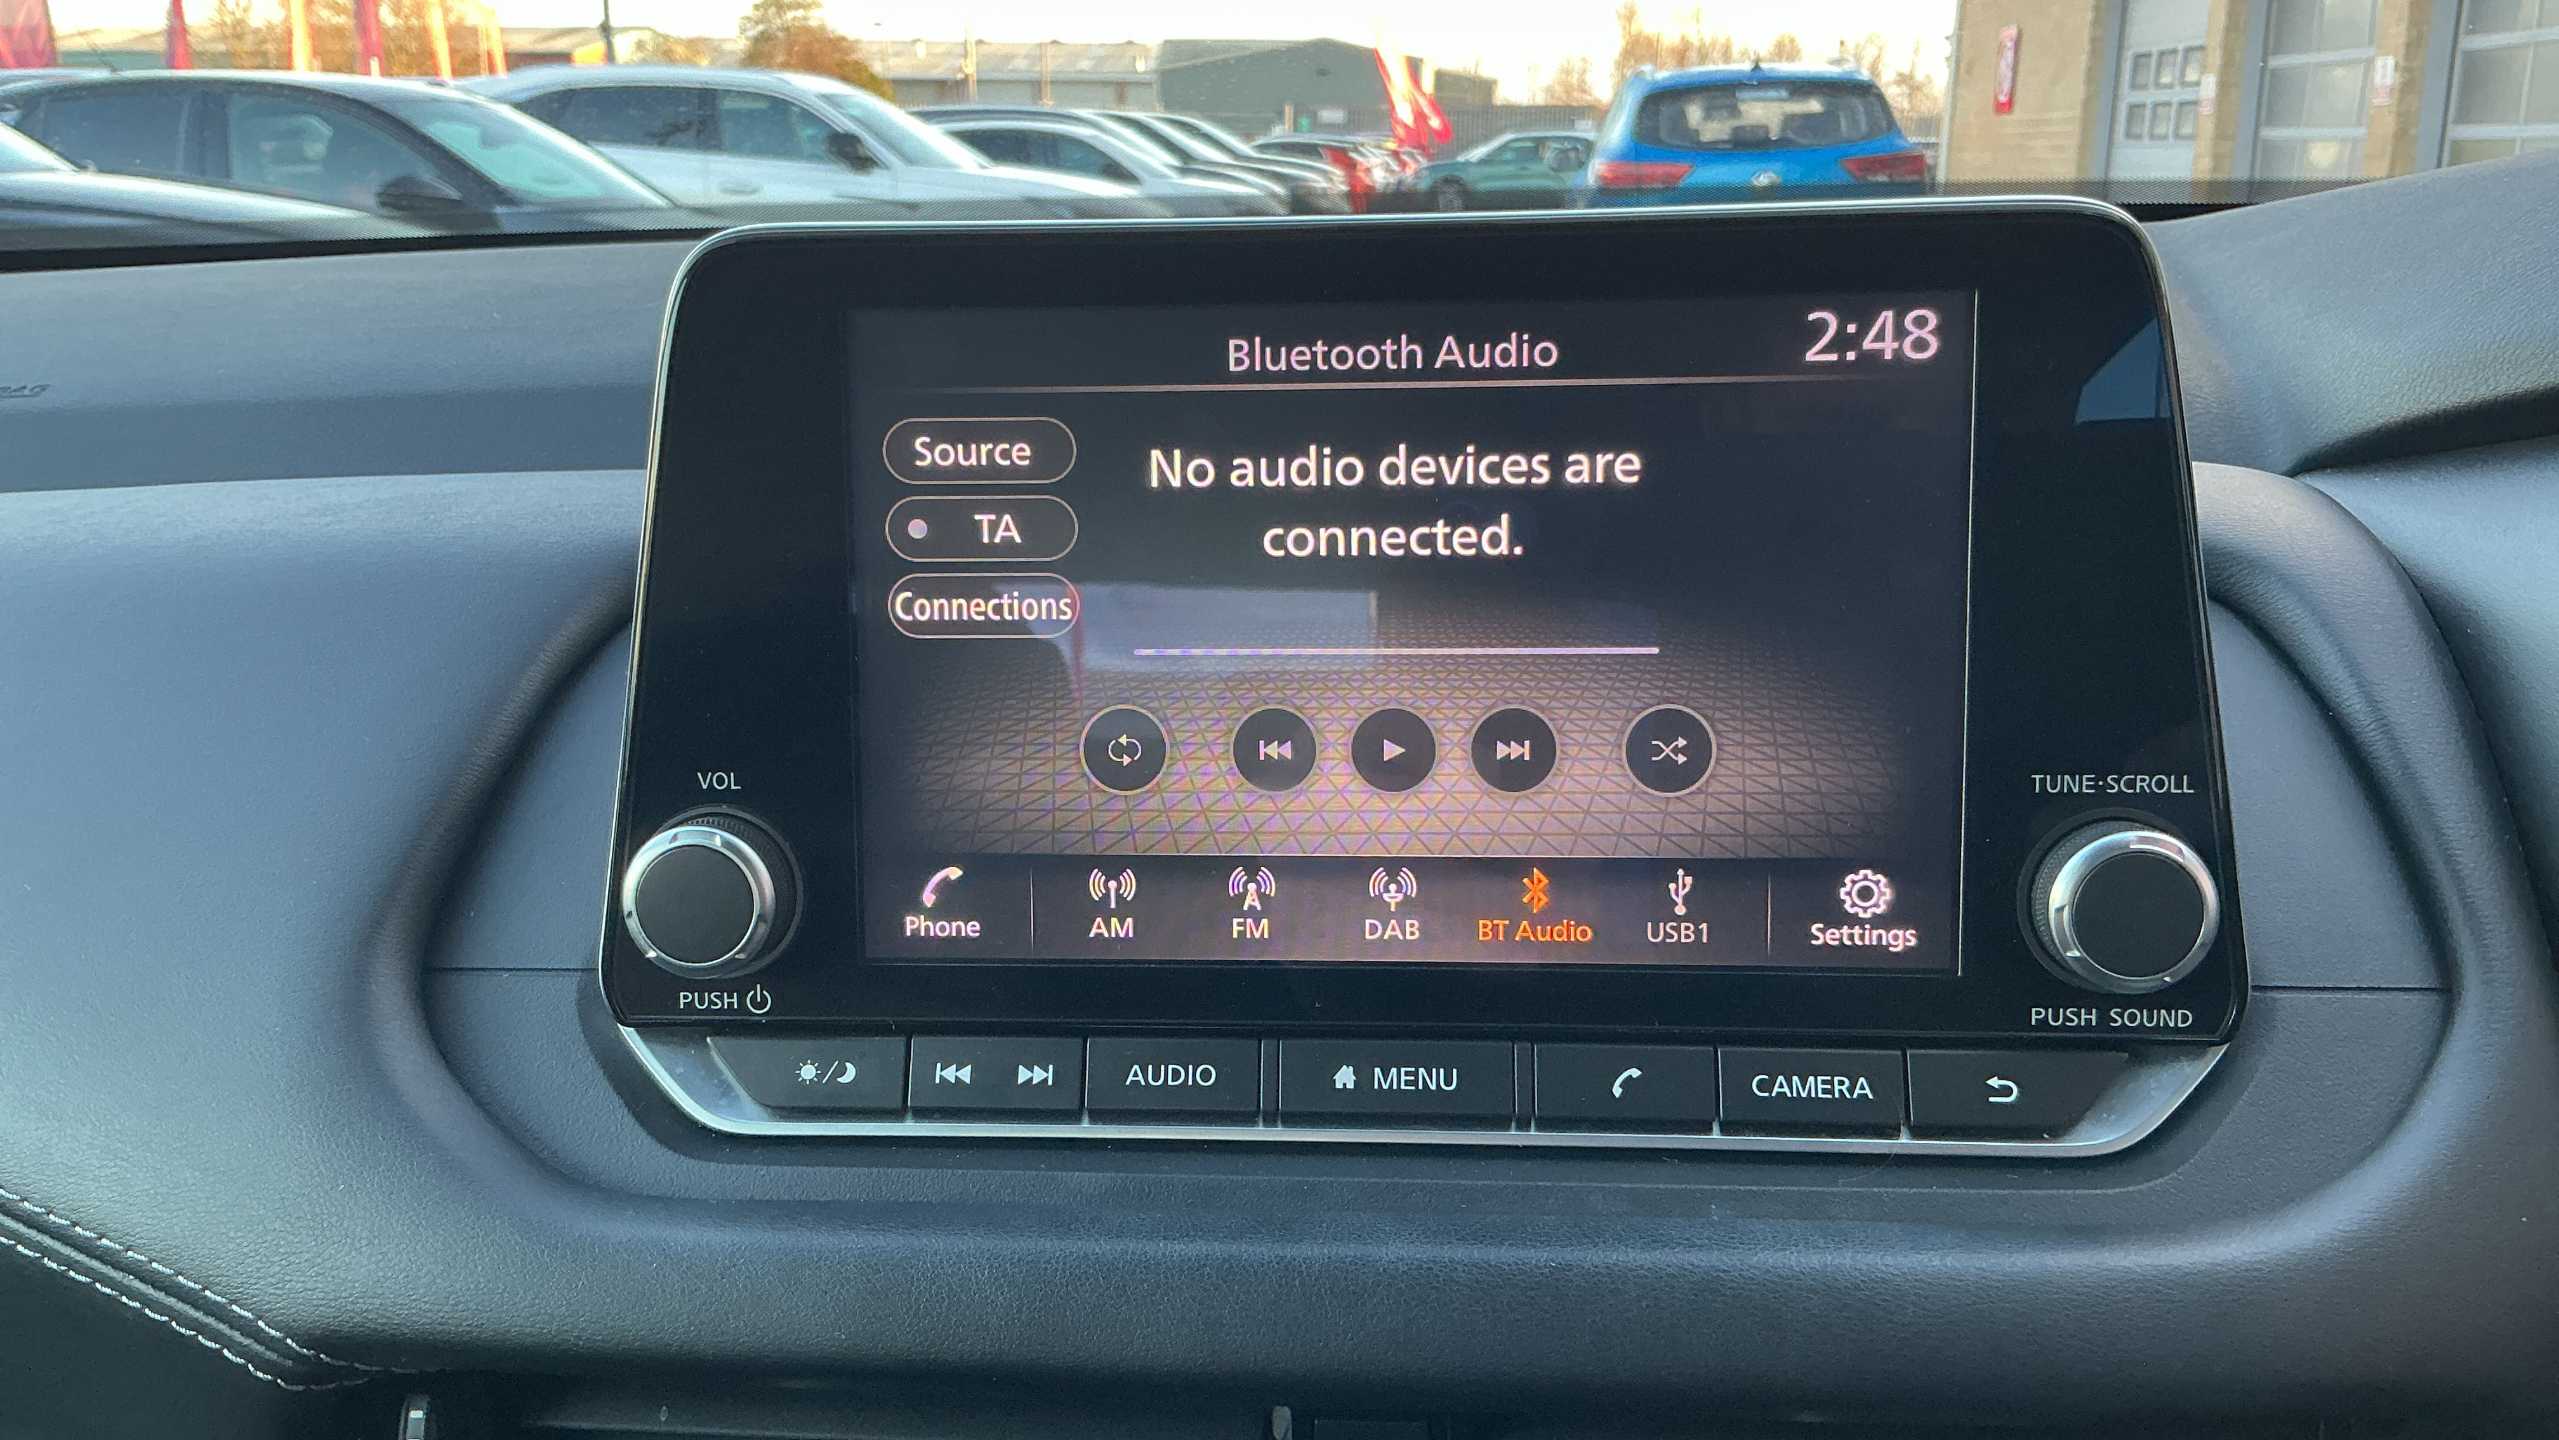 Bluetooth Audio
2:48
Source
No audio devices are
connected.
TA
Connections
VOL
TUNE·SCROLL
Phone
AM
FM
DAB
BT Audio
USB1
Settings
PUSH
PUSH SOUND
AUDIO
MENU
CAMERA